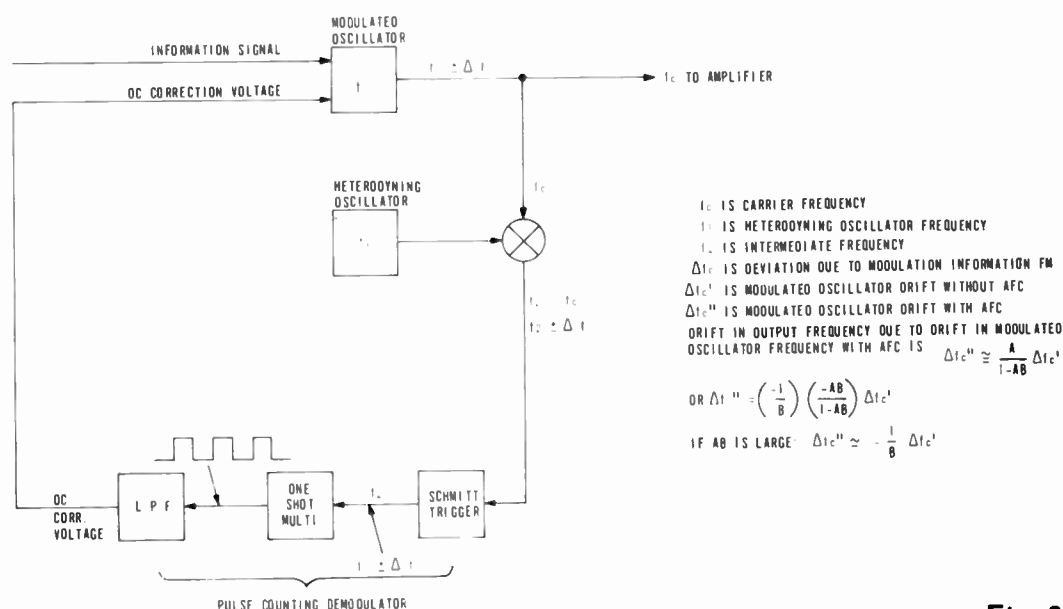 MODULATED
OSCILLATOR
INFORMATION SIGNAL
± Δ f
fc TO AMPLIFIER
DC CORRECTION VOLTAGE
f
HETERODYNING
OSCILLATOR
fc
fc IS CARRIER FREQUENCY
IS HETERODYNING OSCILLATOR FREQUENCY
IS INTERMEDIATE FREQUENCY
Δfc IS DEVIATION DUE TO MODULATION INFORMATION FM
Δfc' IS MODULATED OSCILLATOR DRIFT WITHOUT AFC
Δfc" IS MODULATED OSCILLATOR DRIFT WITH AFC
DRIFT IN OUTPUT FREQUENCY DUE TO DRIFT IN MODULATED
OSCILLATOR FREQUENCY WITH AFC IS Δfc" ≅ A/(1-AB) Δfc'
OR Δf " = (-1/B) (-AB/(1-AB)) Δfc'
IF AB IS LARGE: Δfc" ≃ - 1/B Δfc'
fc
f2 ± Δ f
DC
CORR.
VOLTAGE
LPF
ONE
SHOT
MULTI
SCHMITT
TRIGGER
± Δ f
PULSE COUNTING DEMODULATOR